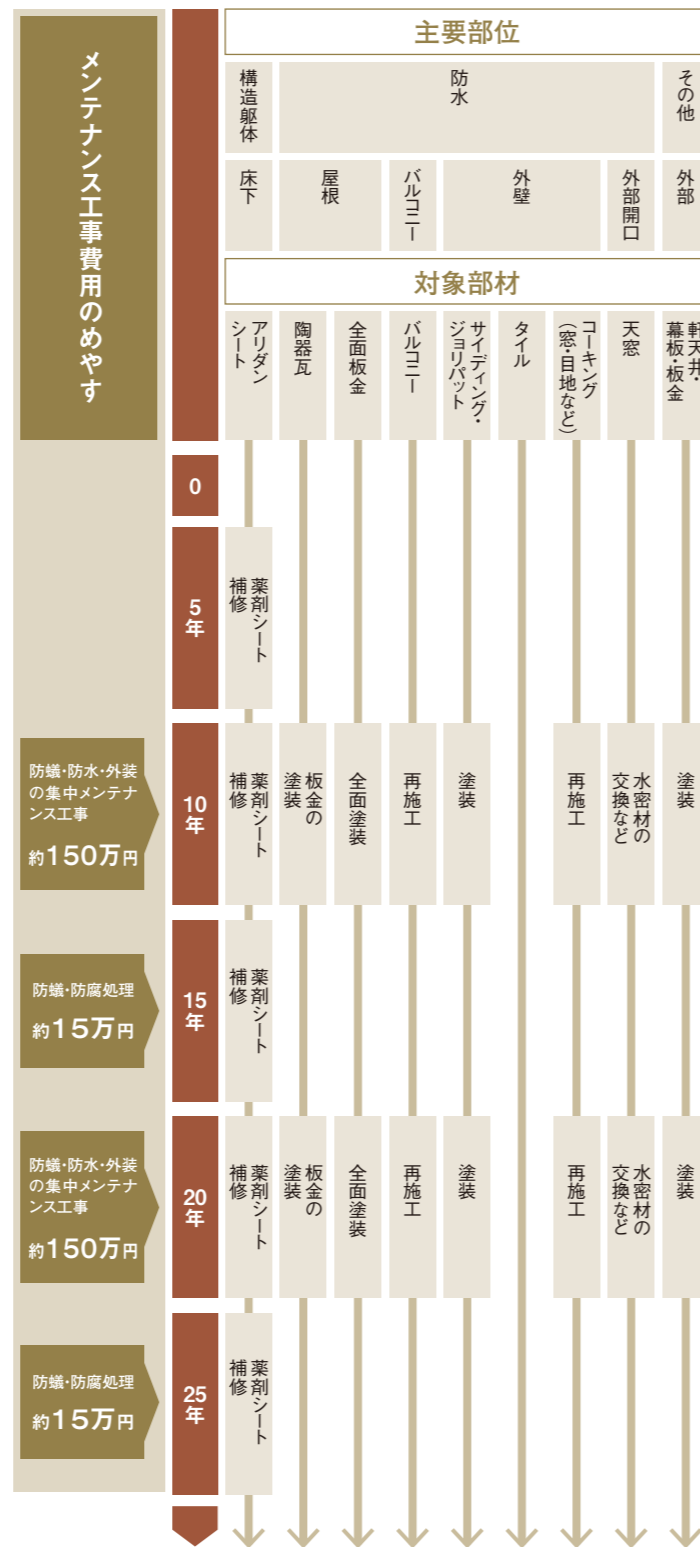 メンテナンス工事費用のめやす
主要部位
構造躯体
防水
その他
床下
屋根
バルコニー
外壁
外部開口
外部
対象部材
アリダン
シート
陶器瓦
全面板金
バルコニー
サイディング・
ジョリパット
タイル
コーキング
(窓・目地など)
天窓
軒天井・
幕板・板金
0
5
年
薬剤シート
補修
防蟻・防水・外装
の集中メンテナ
ンス工事
約150万円
10
年
薬剤シート
補修
板金の
塗装
全面塗装
再施工
塗装
再施工
水密材の
交換など
塗装
防蟻・防腐処理
約15万円
15
年
薬剤シート
補修
防蟻・防水・外装
の集中メンテナ
ンス工事
約150万円
20
年
薬剤シート
補修
板金の
塗装
全面塗装
再施工
塗装
再施工
水密材の
交換など
塗装
防蟻・防腐処理
約15万円
25
年
薬剤シート
補修